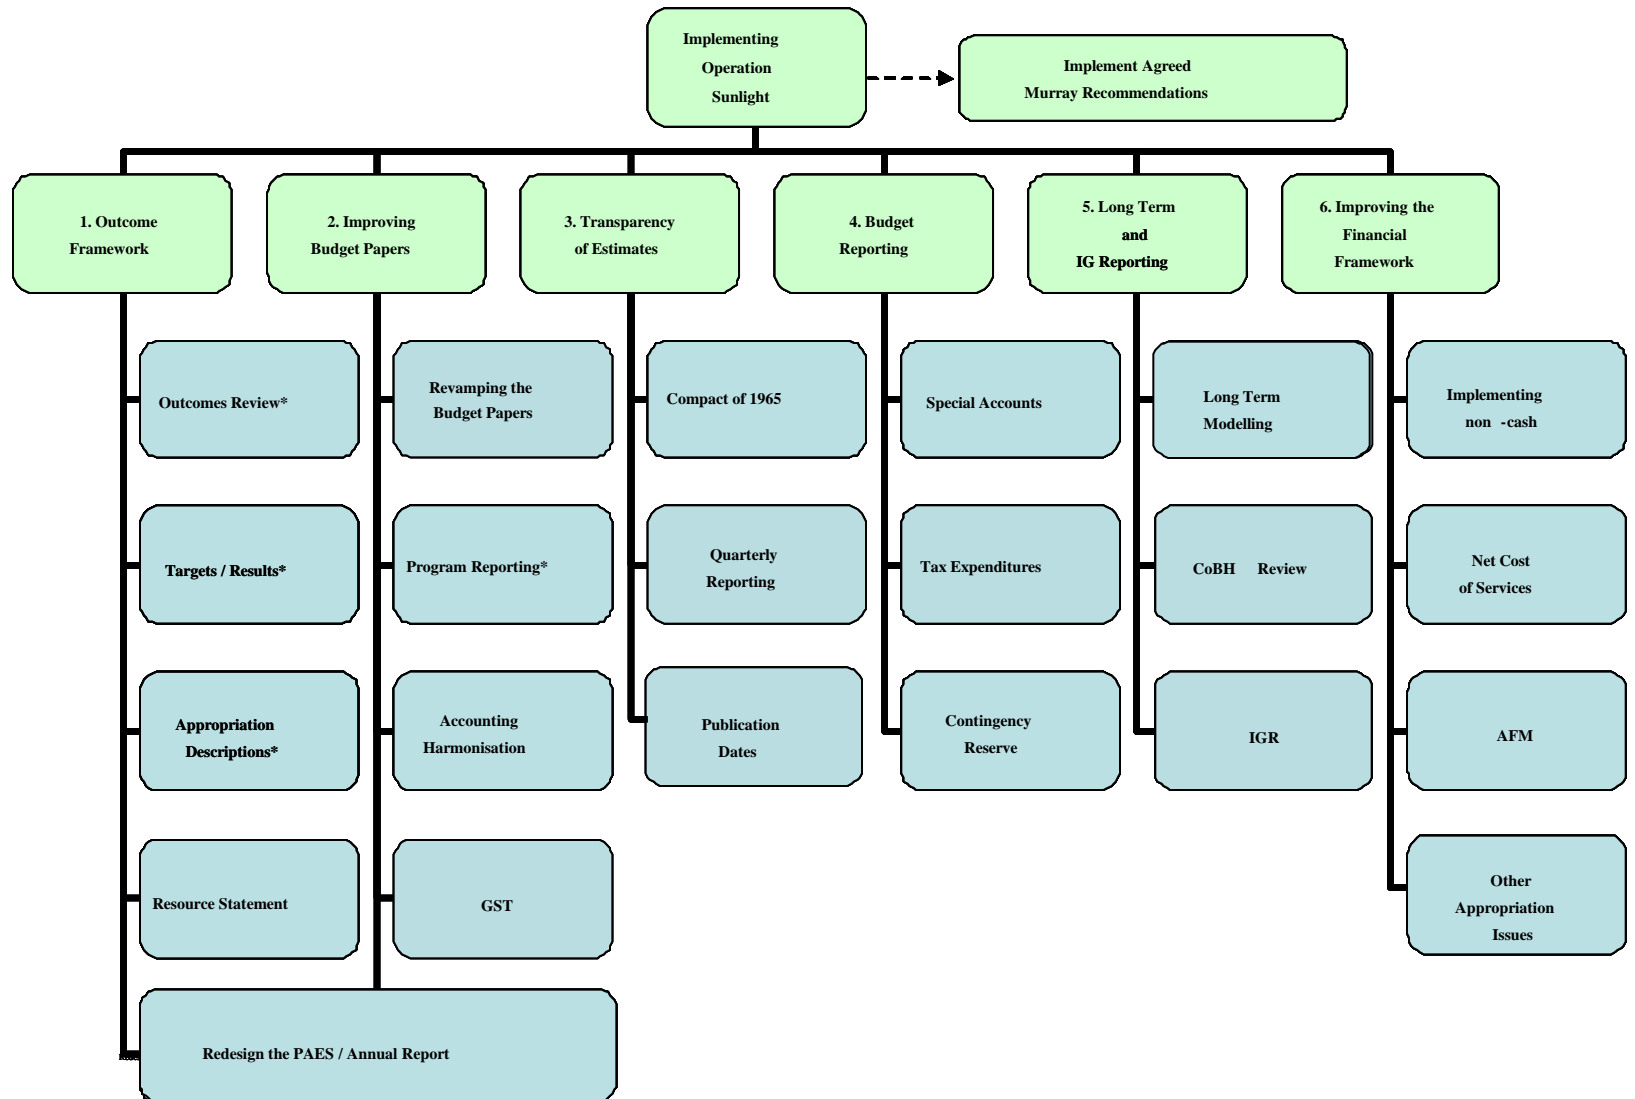 Implementing
Operation
Sunlight
Implement Agreed
Murray Recommendations
1. Outcome
Framework
2. Improving
Budget Papers
3. Transparency
of Estimates
4. Budget
Reporting
5. Long Term
and
IG Reporting
6. Improving the
Financial
Framework
Outcomes Review*
Revamping the
Budget Papers
Compact of 1965
Special Accounts
Long Term
Modelling
Implementing
non -cash
Targets / Results*
Program Reporting*
Quarterly
Reporting
Tax Expenditures
CoBH Review
Net Cost
of Services
Appropriation
Descriptions*
Accounting
Harmonisation
Publication
Dates
Contingency
Reserve
IGR
AFM
Resource Statement
GST
Other
Appropriation
Issues
Redesign the PAES / Annual Report